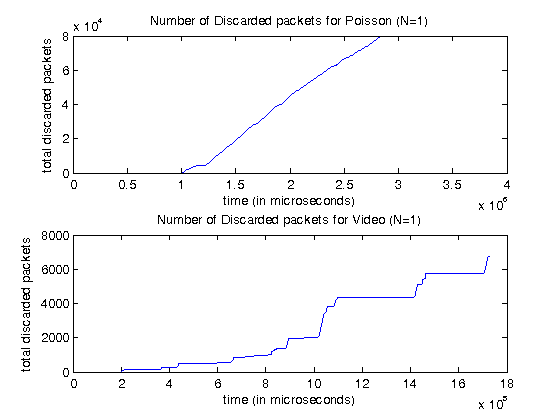 Number of Discarded packets for Poisson (N=1)
x 10^4
total discarded packets
8
6
4
2
0
0 0.5 1 1.5 2 2.5 3 3.5 4
time (in microseconds)
x 10^6
Number of Discarded packets for Video (N=1)
total discarded packets
8000
6000
4000
2000
0
0 2 4 6 8 10 12 14 16 18
time (in microseconds)
x 10^5